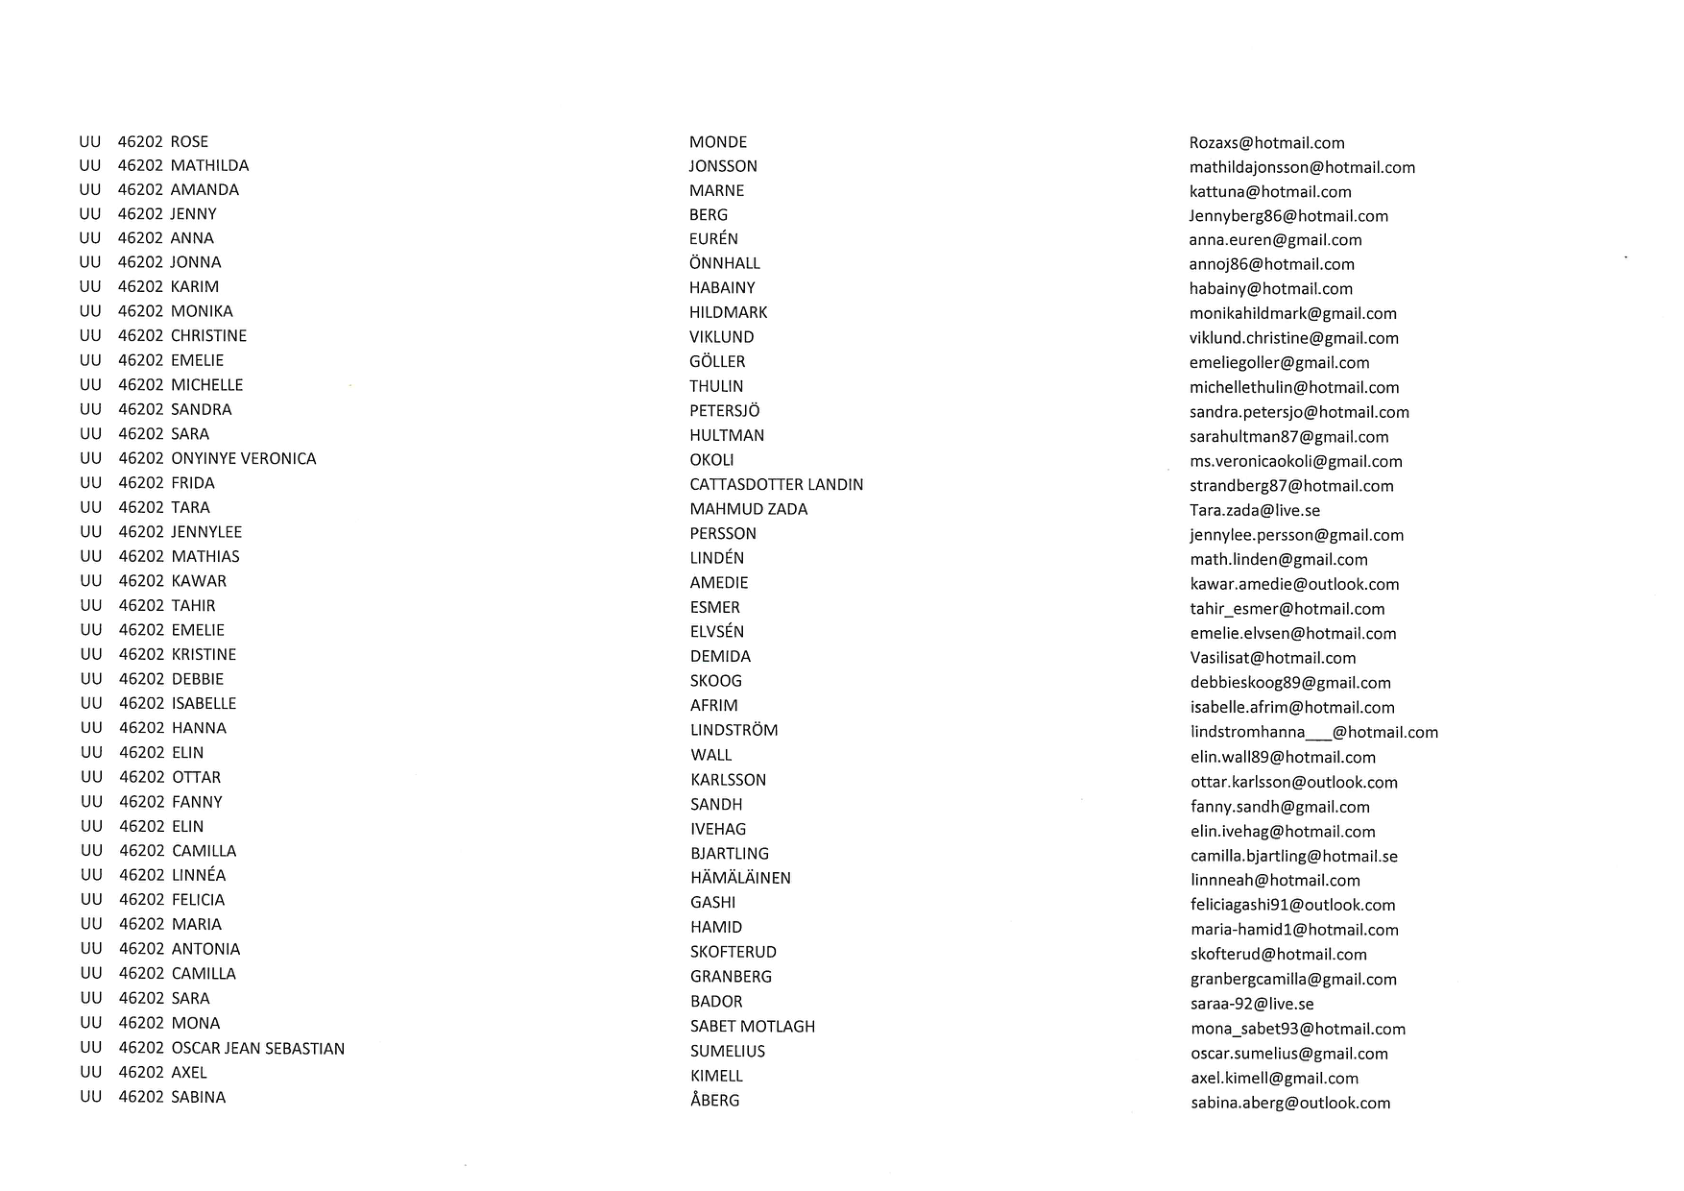 UU 46202 ROSE MONDE Rozaxs@hotmail.com
UU 46202 MATHILDA JONSSON mathildajonsson@hotmail.com
UU 46202 AMANDA MARNE kattuna@hotmail.com
UU 46202 JENNY BERG Jennyberg86@hotmail.com
UU 46202 ANNA EURÉN anna.euren@gmail.com
UU 46202 JONNA ÖNNHALL annoj86@hotmail.com
UU 46202 KARIM HABAINY habainy@hotmail.com
UU 46202 MONIKA HILDMARK monikahildmark@gmail.com
UU 46202 CHRISTINE VIKLUND viklund.christine@gmail.com
UU 46202 EMELIE GÖLLER emeliegoller@gmail.com
UU 46202 MICHELLE THULIN michellethulin@hotmail.com
UU 46202 SANDRA PETERSJÖ sandra.petersjo@hotmail.com
UU 46202 SARA HULTMAN sarahultman87@gmail.com
UU 46202 ONYINYE VERONICA OKOLI ms.veronicaokoli@gmail.com
UU 46202 FRIDA CATTASDOTTER LANDIN strandberg87@hotmail.com
UU 46202 TARA MAHMUD ZADA Tara.zada@live.se
UU 46202 JENNYLEE PERSSON jennylee.persson@gmail.com
UU 46202 MATHIAS LINDÉN math.linden@gmail.com
UU 46202 KAWAR AMEDIE kawar.amedie@outlook.com
UU 46202 TAHIR ESMER tahir_esmer@hotmail.com
UU 46202 EMELIE ELVSÉN emelie.elvsen@hotmail.com
UU 46202 KRISTINE DEMIDA Vasilisat@hotmail.com
UU 46202 DEBBIE SKOOG debbieskoog89@gmail.com
UU 46202 ISABELLE AFRIM isabelle.afrim@hotmail.com
UU 46202 HANNA LINDSTRÖM lindstromhanna___@hotmail.com
UU 46202 ELIN WALL elin.wall89@hotmail.com
UU 46202 OTTAR KARLSSON ottar.karlsson@outlook.com
UU 46202 FANNY SANDH fanny.sandh@gmail.com
UU 46202 ELIN IVEHAG elin.ivehag@hotmail.com
UU 46202 CAMILLA BJARTLING camilla.bjartling@hotmail.se
UU 46202 LINNÉA HÄMÄLÄINEN linnneah@hotmail.com
UU 46202 FELICIA GASHI feliciagashi91@outlook.com
UU 46202 MARIA HAMID maria-hamid1@hotmail.com
UU 46202 ANTONIA SKOFTERUD skofterud@hotmail.com
UU 46202 CAMILLA GRANBERG granbergcamilla@gmail.com
UU 46202 SARA BADOR saraa-92@live.se
UU 46202 MONA SABET MOTLAGH mona_sabet93@hotmail.com
UU 46202 OSCAR JEAN SEBASTIAN SUMELIUS oscar.sumelius@gmail.com
UU 46202 AXEL KIMELL axel.kimell@gmail.com
UU 46202 SABINA ÅBERG sabina.aberg@outlook.com